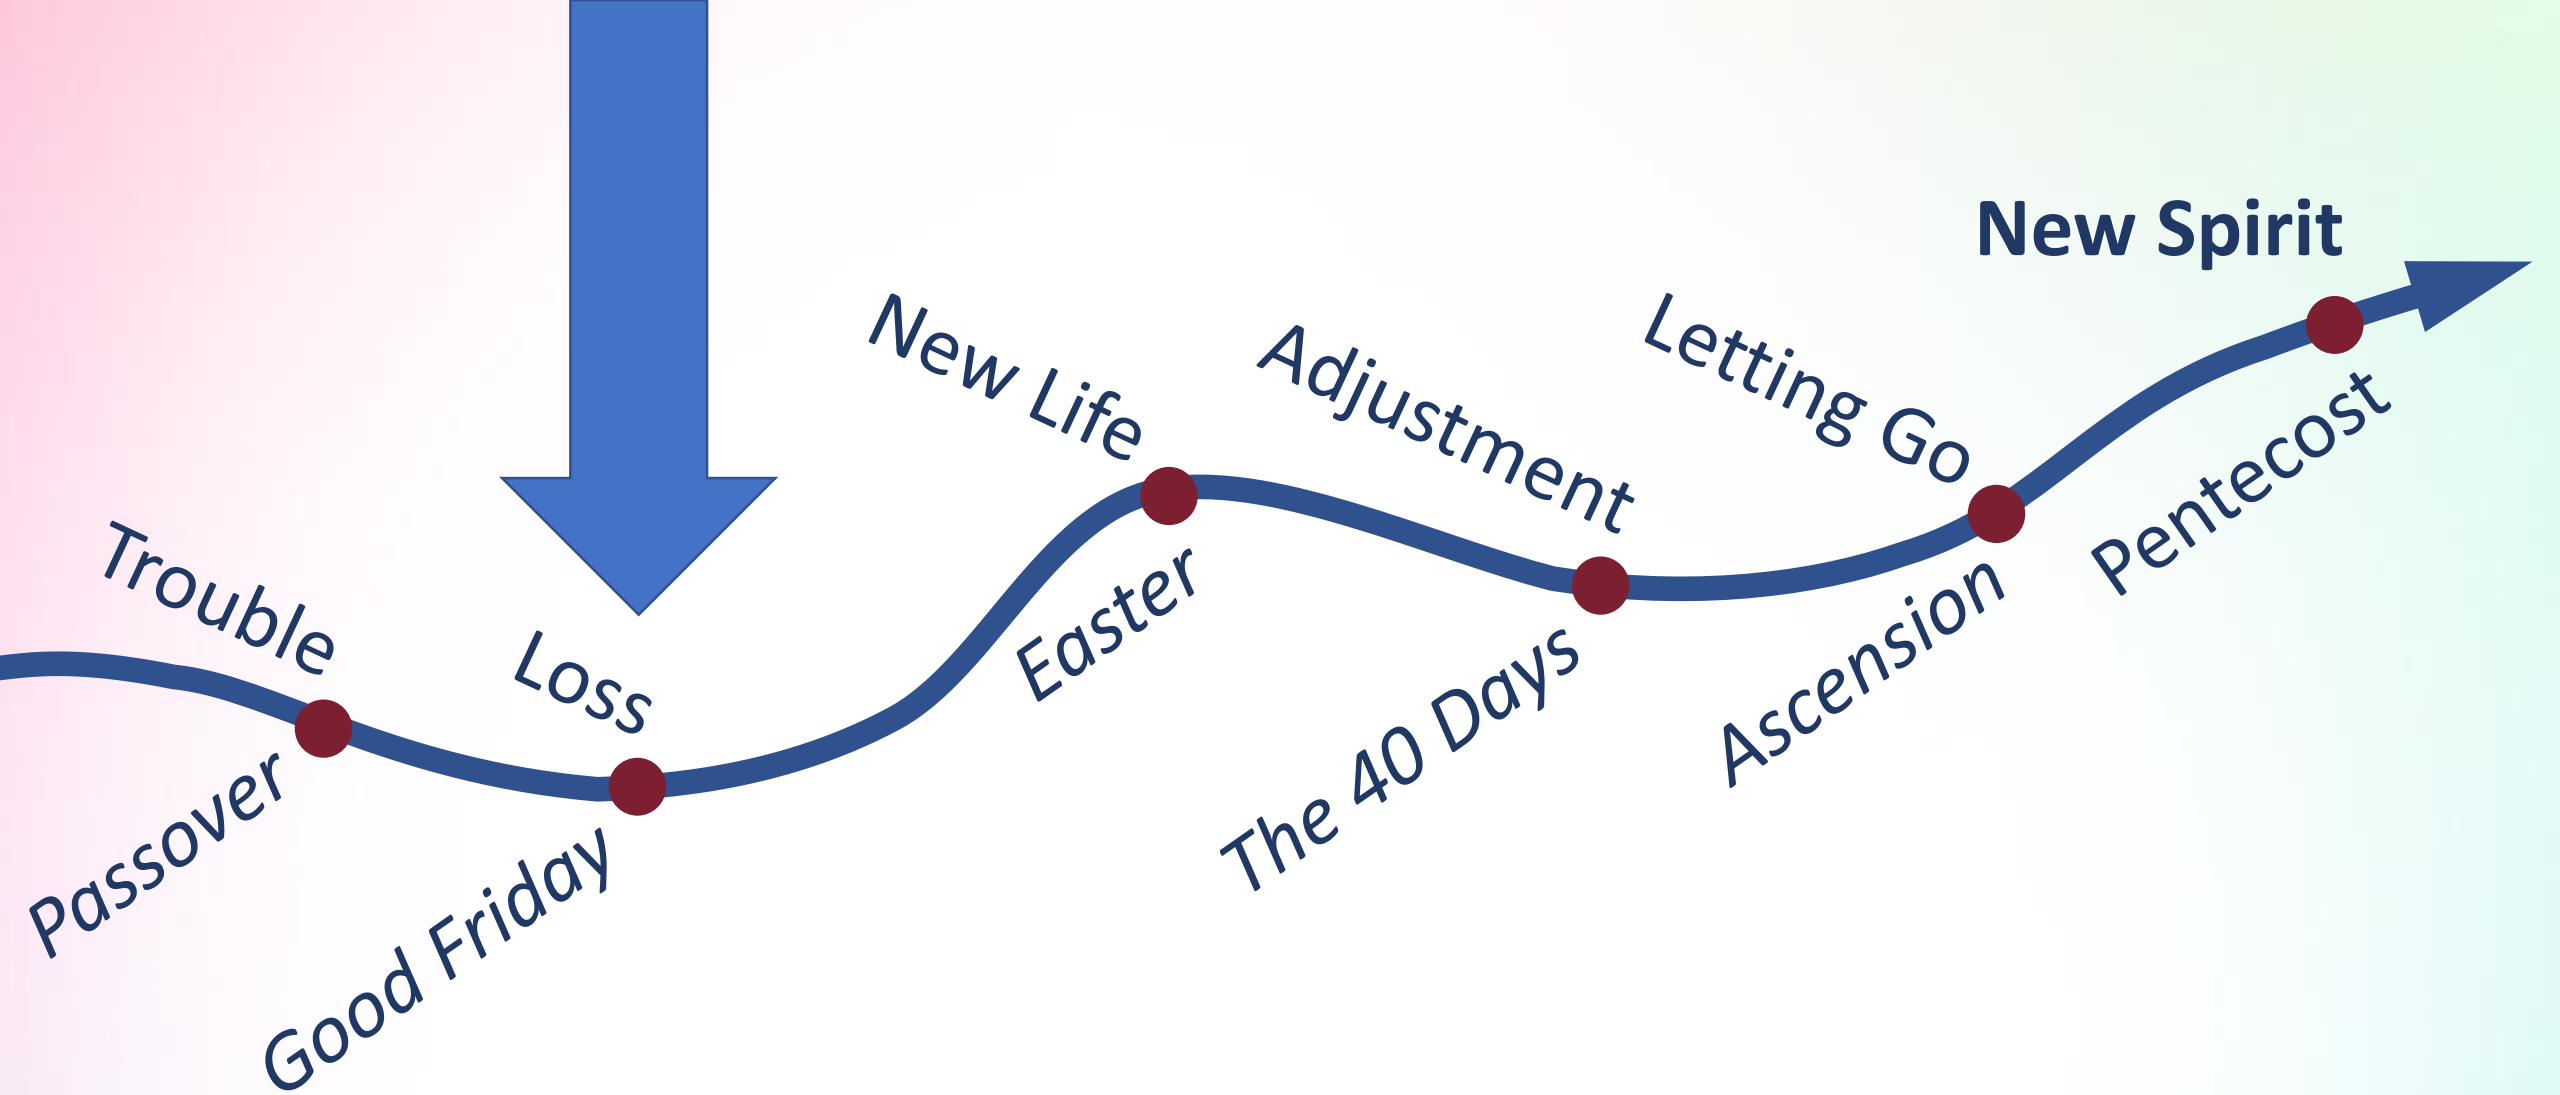 Trouble
Passover
Loss
Good Friday
New Life
Easter
Adjustment
The 40 Days
Letting Go
Ascension
New Spirit
Pentecost